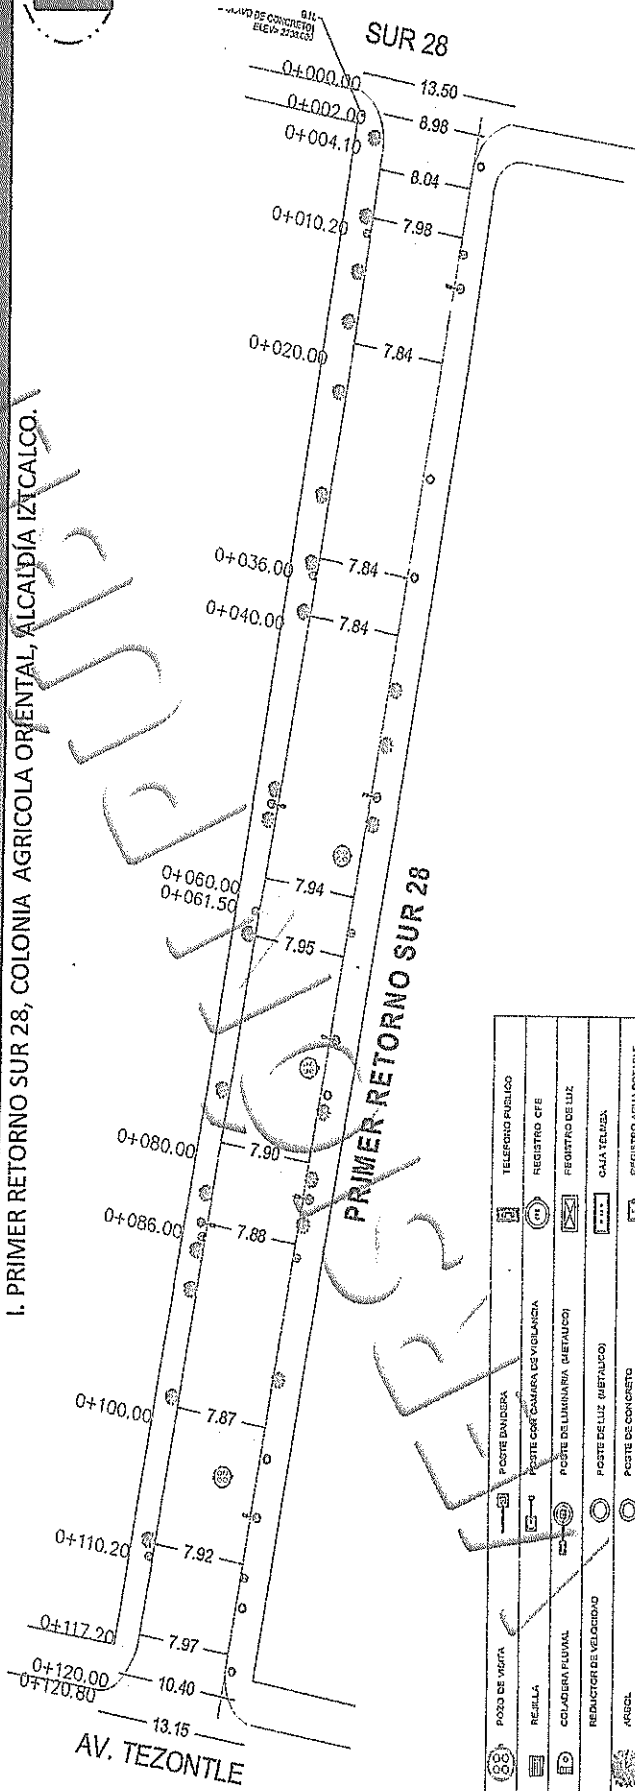 SUR 28
B.N.
ELEV=
0+000.00
13.50
0+002.00
8.98
0+004.10
8.04
0+010.20
7.98
0+020.00
7.84
0+036.00
7.84
0+040.00
7.84
I. PRIMER RETORNO SUR 28, COLONIA AGRICOLA ORIENTAL, ALCALDÍA IZTCALCO.
0+060.00
7.94
0+061.50
7.95
PRIMER RETORNO SUR 28
0+080.00
7.90
0+086.00
7.88
0+100.00
7.87
0+110.20
7.92
0+117.20
7.97
0+120.00
10.40
0+120.80
13.15
AV. TEZONTLE
VERSIÓN PÚBLICA
POZO DE VISITA
POSTE BANDERA
TELEFONO PUBLICO
REJILLA
POSTE CON CAMARA DE VIGILANCIA
REGISTRO CFE
COLADERA PLUVIAL
POSTE DE LUMINARIA (METALICO)
REGISTRO DE LUZ
REDUCTOR DE VELOCIDAD
POSTE DE LUZ (METALICO)
CAJA TELMEX
ARBOL
POSTE DE CONCRETO